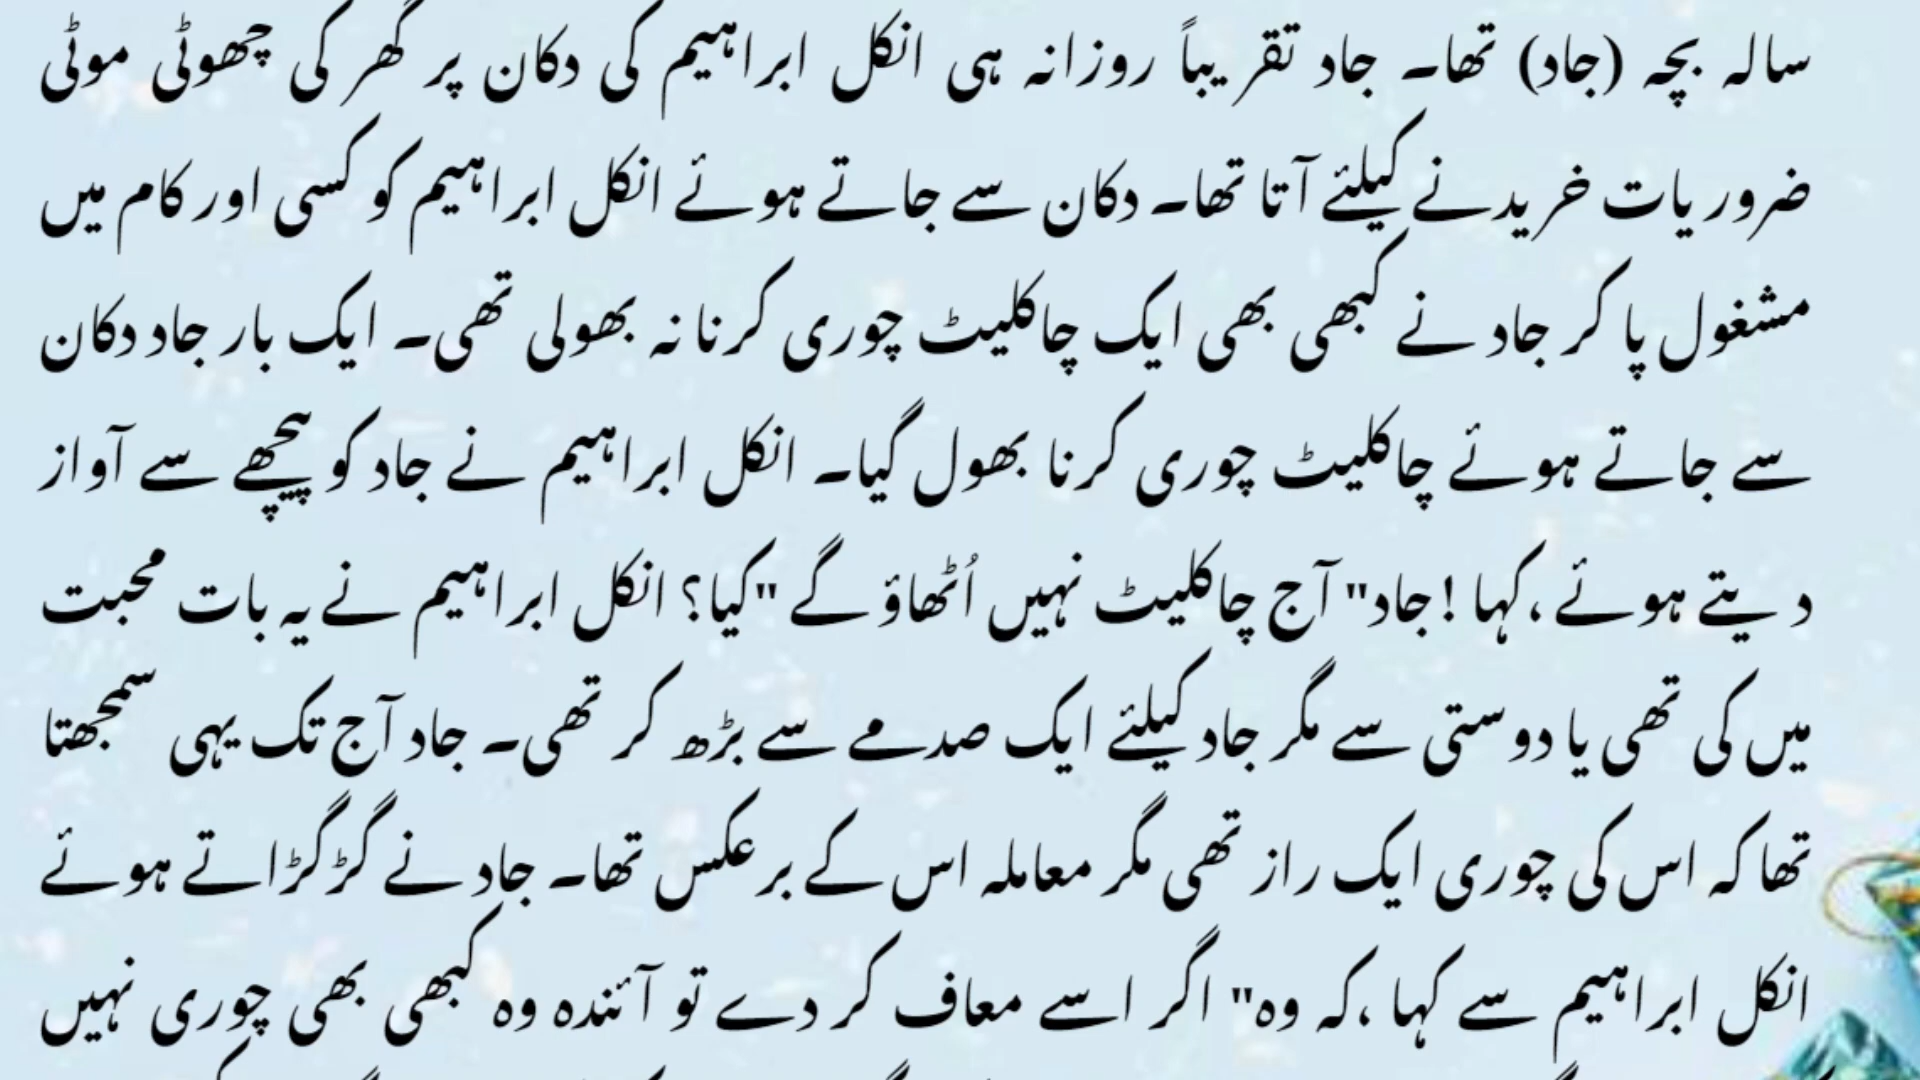 سالہ بچہ (جاد) تھا۔ جاد تقریباً روزانہ ہی انکل ابراہیم کی دکان پر گھر کی چھوٹی موٹی
ضروریات خریدنے کیلئے آتا تھا۔ دکان سے جاتے ہوئے انکل ابراہیم کو کسی اور کام میں
مشغول پا کر جاد نے کبھی بھی ایک چاکلیٹ چوری کرنا نہ بھولی تھی۔ ایک بار جاد دکان
سے جاتے ہوئے چاکلیٹ چوری کرنا بھول گیا۔ انکل ابراہیم نے جاد کو پیچھے سے آواز
دیتے ہوئے ،کہا !جاد" آج چاکلیٹ نہیں اُٹھاؤ گے "کیا؟ انکل ابراہیم نے یہ بات محبت
میں کی تھی یا دوستی سے مگر جاد کیلئے ایک صدمے سے بڑھ کر تھی۔ جاد آج تک یہی سمجھتا
تھا کہ اس کی چوری ایک راز تھی مگر معاملہ اس کے برعکس تھا۔ جاد نے گڑگڑاتے ہوئے
انکل ابراہیم سے کہا ،کہ وہ" اگر اسے معاف کر دے تو آئندہ وہ کبھی بھی چوری نہیں